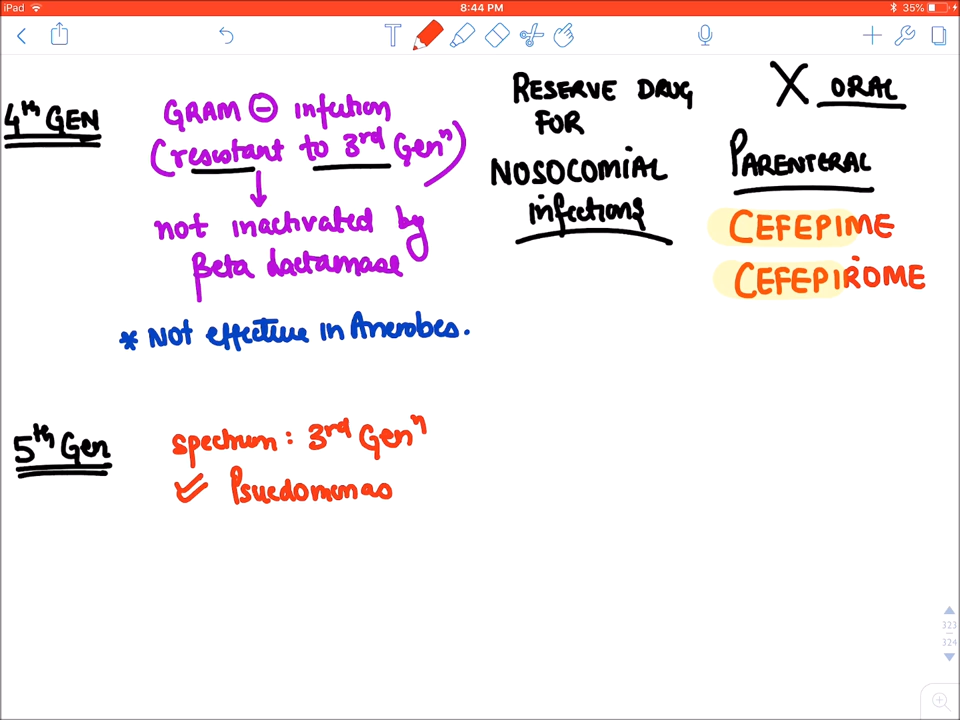 iPad
8:44 PM
35%
T
4th GEN
GRAM ⊖ infection
(resistant to 3rd Genn)
not inactivated by
Beta lactamase
* Not effective in Anerobes.
RESERVE DRUG
FOR
NOSOCOMIAL
infections
X ORAL
PARENTERAL
CEFEPIME
CEFEPIROME
5th Gen
spectrum : 3rd Genn
Psuedomonas
323
324